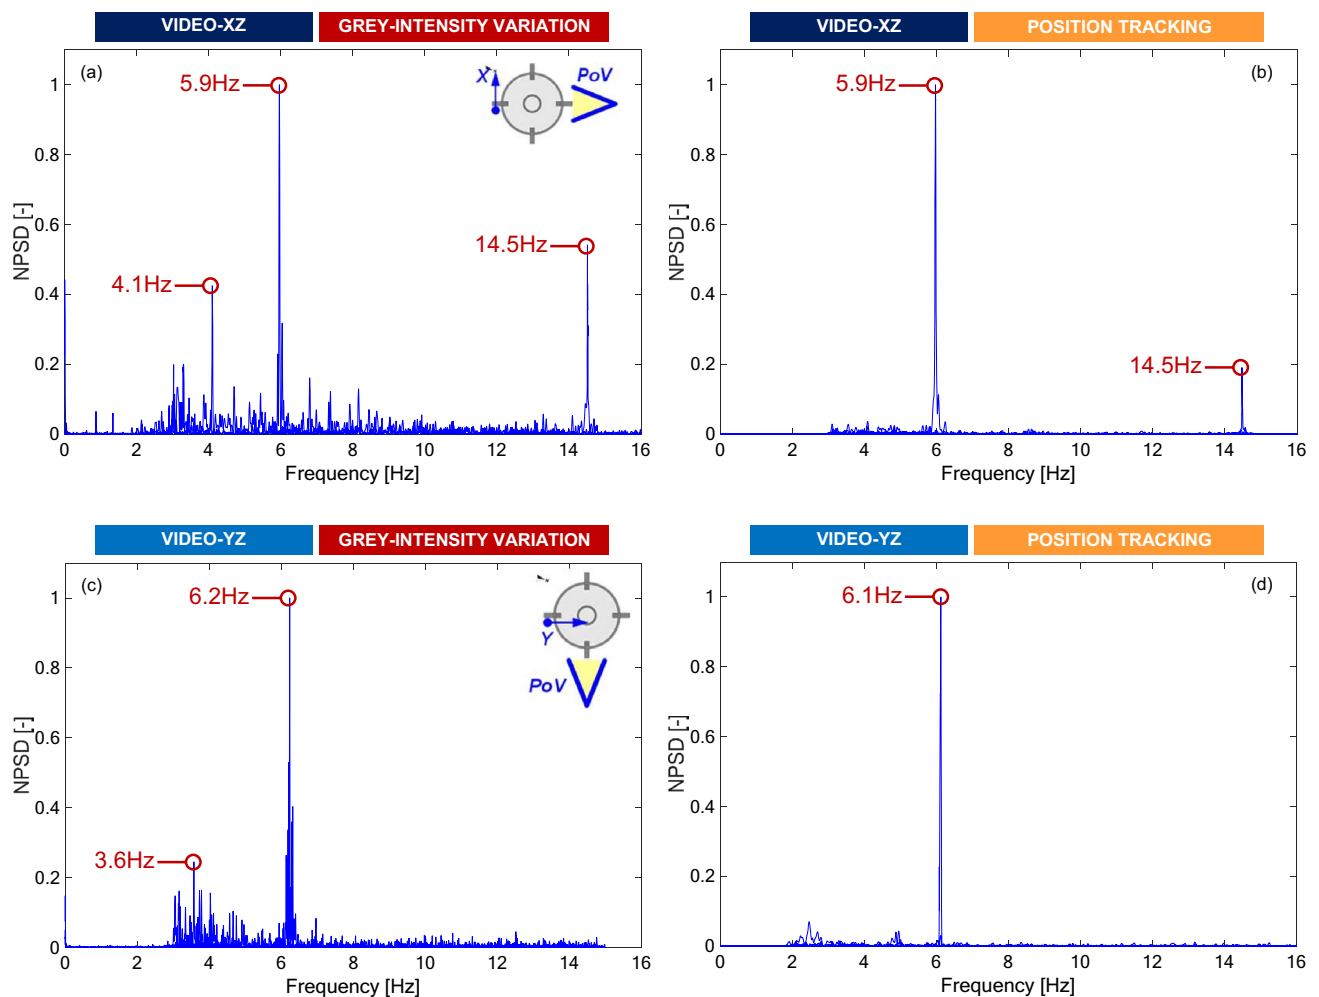 VIDEO-XZ GREY-INTENSITY VARIATION
(a)
5.9Hz
14.5Hz
4.1Hz
X
PoV
1
0.8
0.6
0.4
0.2
0
NPSD [-]
0 2 4 6 8 10 12 14 16
Frequency [Hz]
VIDEO-XZ POSITION TRACKING
(b)
5.9Hz
14.5Hz
1
0.8
0.6
0.4
0.2
0
NPSD [-]
0 2 4 6 8 10 12 14 16
Frequency [Hz]
VIDEO-YZ GREY-INTENSITY VARIATION
(c)
6.2Hz
3.6Hz
Y
PoV
1
0.8
0.6
0.4
0.2
0
NPSD [-]
0 2 4 6 8 10 12 14 16
Frequency [Hz]
VIDEO-YZ POSITION TRACKING
(d)
6.1Hz
1
0.8
0.6
0.4
0.2
0
NPSD [-]
0 2 4 6 8 10 12 14 16
Frequency [Hz]